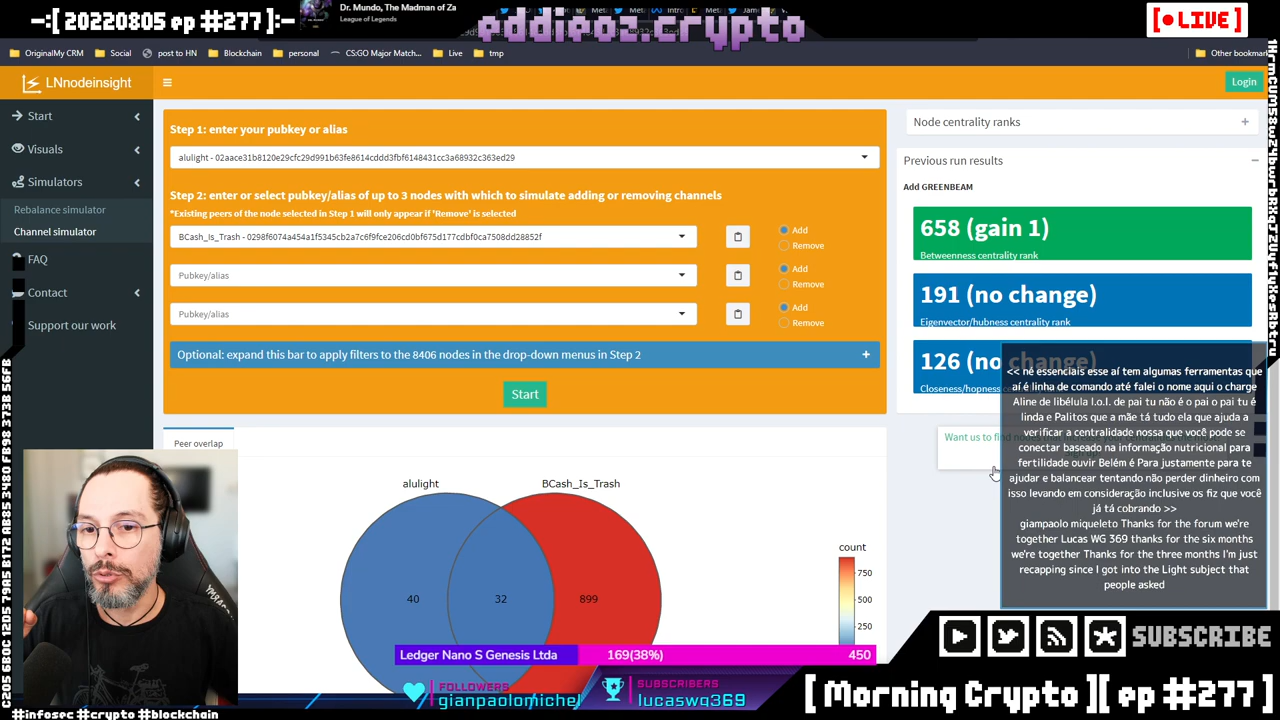 -:[ 20220805 ep #277 ]:-
Dr. Mundo, The Madman of Za
League of Legends
eddieoz.crypto
[ • LIVE ]
OriginalMy CRM
Social
post to HN
Blockchain
personal
CS:GO Major Match...
Live
tmp
Other bookmar
LNnodeinsight
Login
Start
Visuals
Simulators
Rebalance simulator
Channel simulator
FAQ
Contact
Support our work
Step 1: enter your pubkey or alias
alulight - 02aace31b8120e29cfc29d991b63fe8614cddd3fbf6148431cc3a68932c363ed29
Step 2: enter or select pubkey/alias of up to 3 nodes with which to simulate adding or removing channels
*Existing peers of the node selected in Step 1 will only appear if 'Remove' is selected
BCash_Is_Trash - 0298f6074a454a1f5345cb2a7c6f9fce206cd0bf675d177cdbf0ca7508dd28852f
Add
Remove
Pubkey/alias
Add
Remove
Pubkey/alias
Add
Remove
Optional: expand this bar to apply filters to the 8406 nodes in the drop-down menus in Step 2
Start
Node centrality ranks
Previous run results
Add GREENBEAM
658 (gain 1)
Betweenness centrality rank
191 (no change)
Eigenvector/hubness centrality rank
126 (no change)
Closeness/hopness
Want us to find nodes that increase your
Peer overlap
alulight
BCash_Is_Trash
40
32
899
count
750
500
250
<< né essenciais esse aí tem algumas ferramentas que
aí é linha de comando até falei o nome aqui o charge
Aline de libélula l.o.l. de pai tu não é o pai o pai tu é
linda e Palitos que a mãe tá tudo ela que ajuda a
verificar a centralidade nossa que você pode se
conectar baseado na informação nutricional para
fertilidade ouvir Belém é Para justamente para te
ajudar e balancear tentando não perder dinheiro com
isso levando em consideração inclusive os fiz que você
já tá cobrando >>
giampaolo miqueleto Thanks for the forum we're
together Lucas WG 369 thanks for the six months
we're together Thanks for the three months I'm just
recapping since I got into the Light subject that
people asked
Ledger Nano S Genesis Ltda
169(38%)
450
FOLLOWERS
gianpaolomichel
SUBSCRIBERS
lucaswg369
SUBSCRIBE
[ Morning Crypto ][ ep #277 ]
#infosec #crypto #blockchain